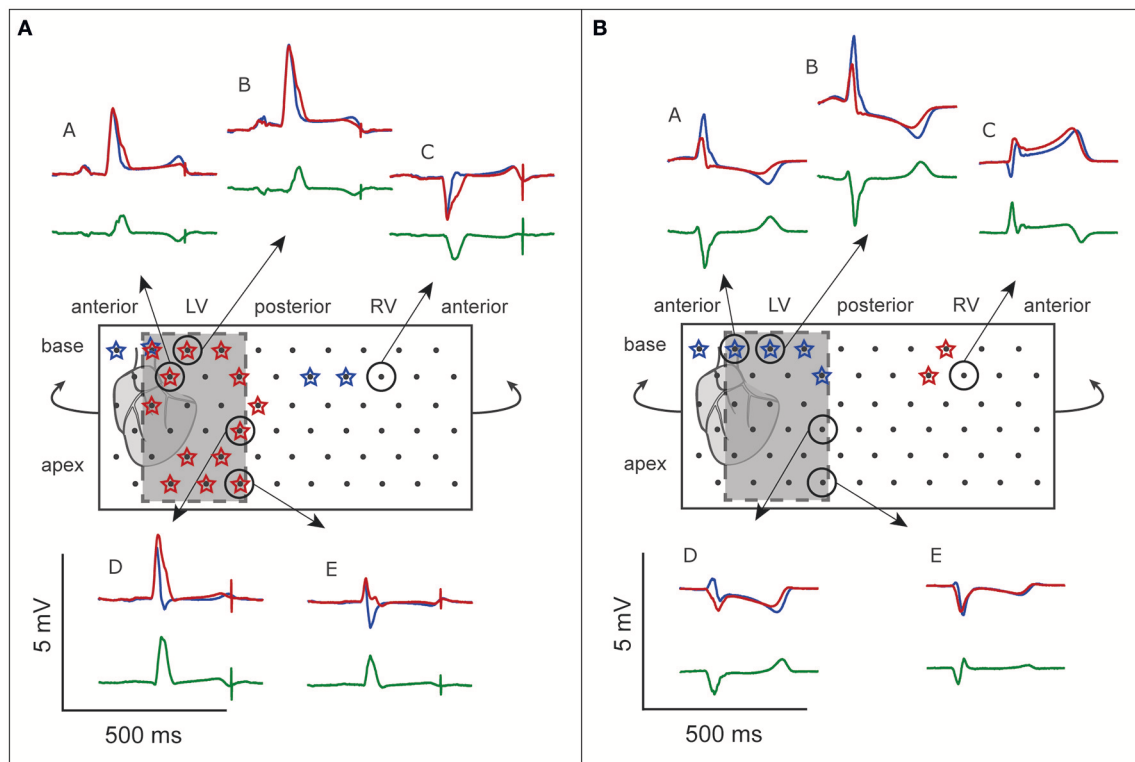 A
B
A
C
anterior LV posterior RV anterior
base
apex
D E
5 mV
500 ms
B
B
A
C
anterior LV posterior RV anterior
base
apex
D E
5 mV
500 ms